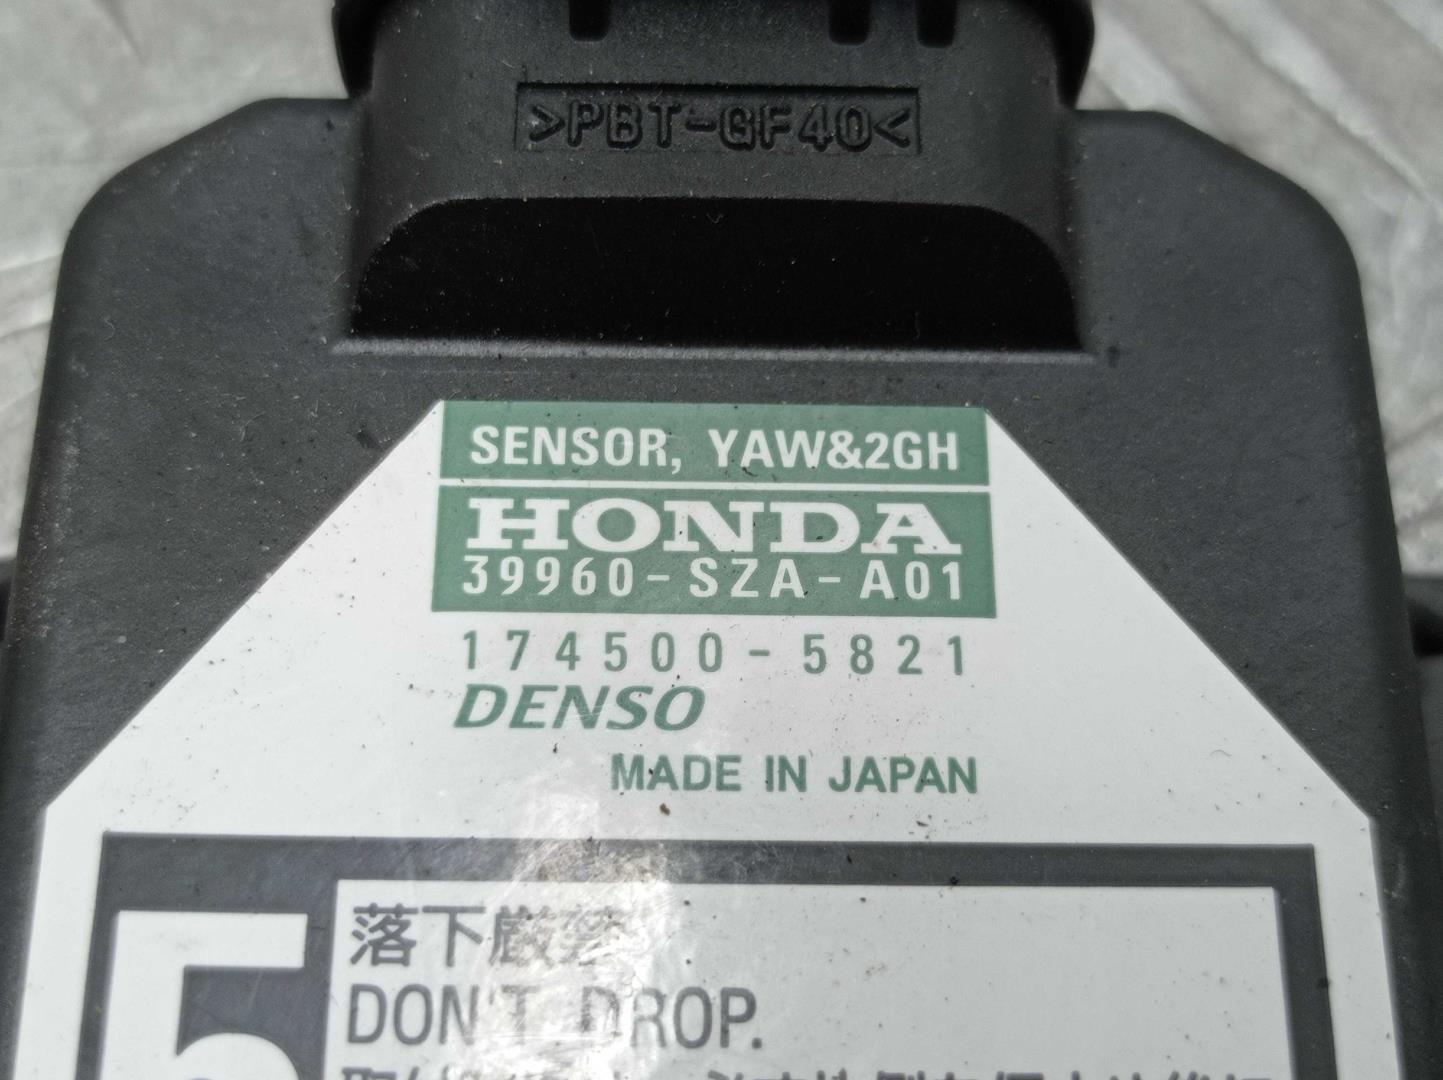 >PBT-GF40<
SENSOR, YAW&2GH
HONDA
39960-SZA-A01
174500-5821
DENSO
MADE IN JAPAN
5
落下厳禁
DON'T DROP.